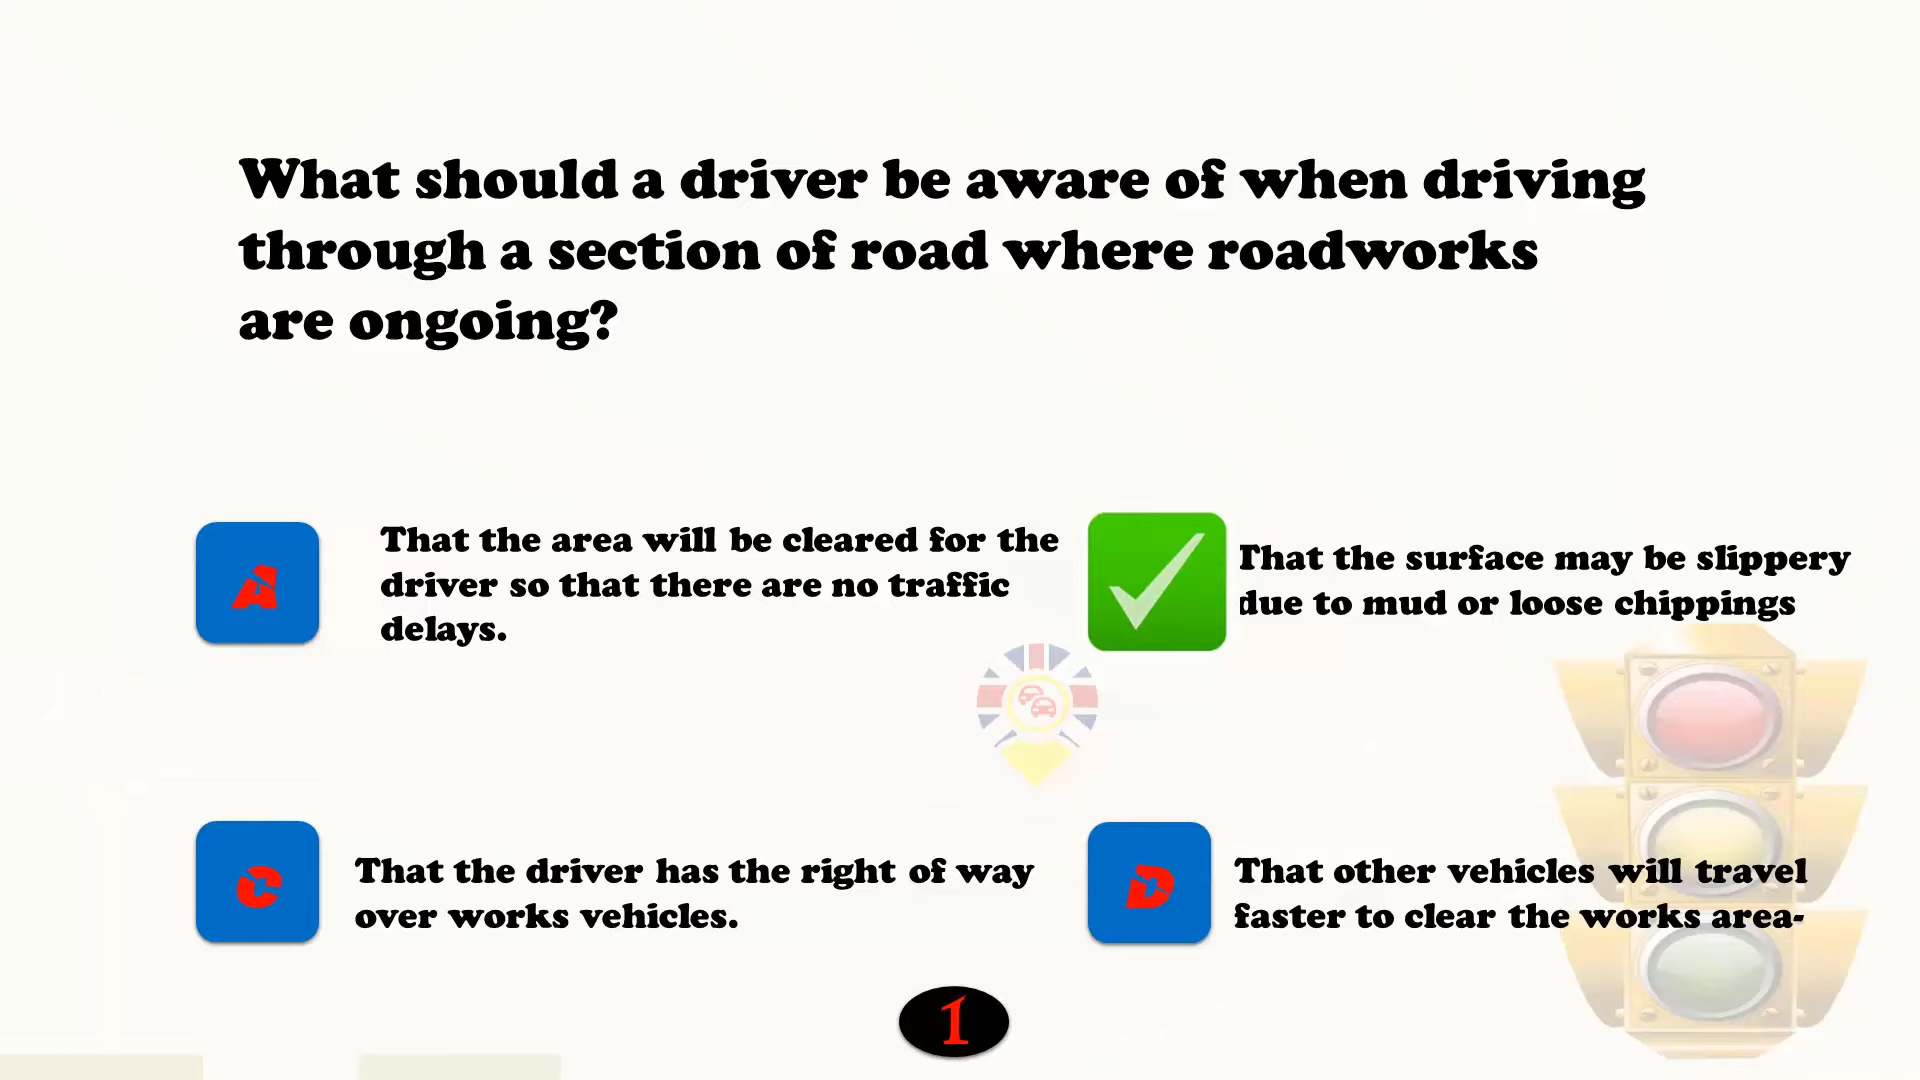 What should a driver be aware of when driving
through a section of road where roadworks
are ongoing?
A
That the area will be cleared for the
driver so that there are no traffic
delays.
That the surface may be slippery
due to mud or loose chippings
C
That the driver has the right of way
over works vehicles.
D
That other vehicles will travel
faster to clear the works area-
1